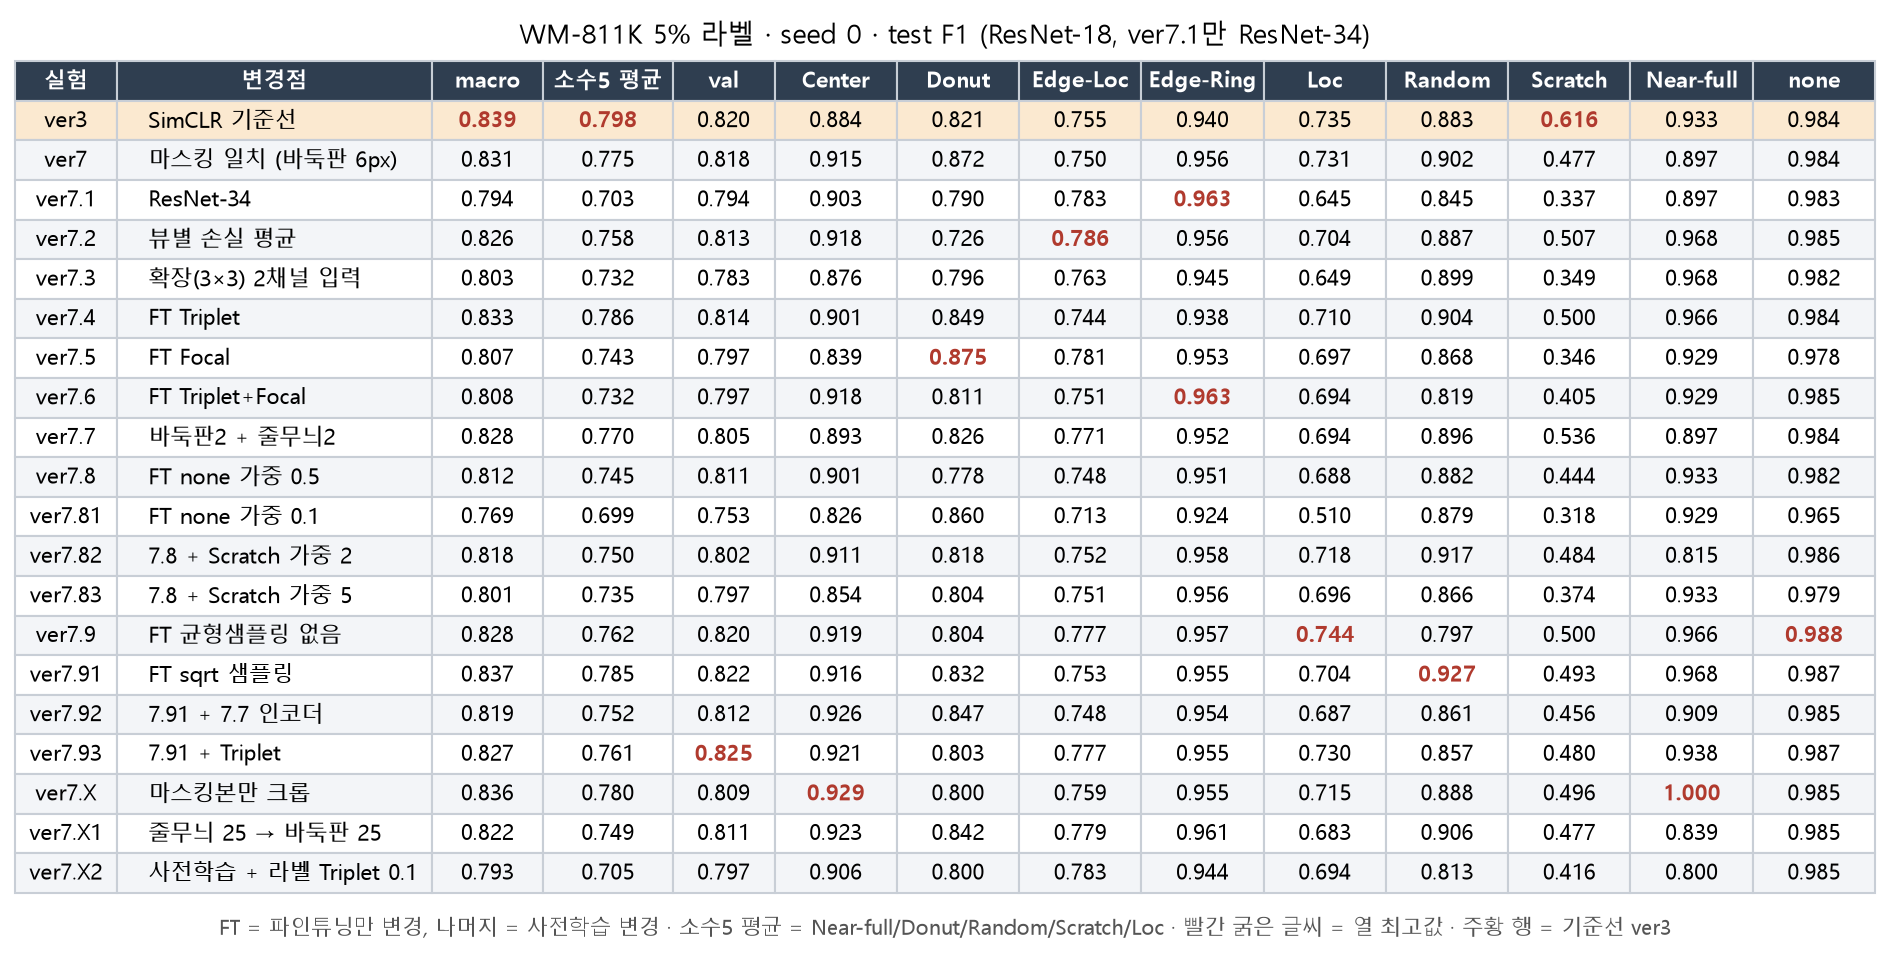 WM-811K 5% 라벨 · seed 0 · test F1 (ResNet-18, ver7.1만 ResNet-34)
실험 변경점 macro 소수5 평균 val Center Donut Edge-Loc Edge-Ring Loc Random Scratch Near-full none
ver3 SimCLR 기준선 0.839 0.798 0.820 0.884 0.821 0.755 0.940 0.735 0.883 0.616 0.933 0.984
ver7 마스킹 일치 (바둑판 6px) 0.831 0.775 0.818 0.915 0.872 0.750 0.956 0.731 0.902 0.477 0.897 0.984
ver7.1 ResNet-34 0.794 0.703 0.794 0.903 0.790 0.783 0.963 0.645 0.845 0.337 0.897 0.983
ver7.2 뷰별 손실 평균 0.826 0.758 0.813 0.918 0.726 0.786 0.956 0.704 0.887 0.507 0.968 0.985
ver7.3 확장(3×3) 2채널 입력 0.803 0.732 0.783 0.876 0.796 0.763 0.945 0.649 0.899 0.349 0.968 0.982
ver7.4 FT Triplet 0.833 0.786 0.814 0.901 0.849 0.744 0.938 0.710 0.904 0.500 0.966 0.984
ver7.5 FT Focal 0.807 0.743 0.797 0.839 0.875 0.781 0.953 0.697 0.868 0.346 0.929 0.978
ver7.6 FT Triplet+Focal 0.808 0.732 0.797 0.918 0.811 0.751 0.963 0.694 0.819 0.405 0.929 0.985
ver7.7 바둑판2 + 줄무늬2 0.828 0.770 0.805 0.893 0.826 0.771 0.952 0.694 0.896 0.536 0.897 0.984
ver7.8 FT none 가중 0.5 0.812 0.745 0.811 0.901 0.778 0.748 0.951 0.688 0.882 0.444 0.933 0.982
ver7.81 FT none 가중 0.1 0.769 0.699 0.753 0.826 0.860 0.713 0.924 0.510 0.879 0.318 0.929 0.965
ver7.82 7.8 + Scratch 가중 2 0.818 0.750 0.802 0.911 0.818 0.752 0.958 0.718 0.917 0.484 0.815 0.986
ver7.83 7.8 + Scratch 가중 5 0.801 0.735 0.797 0.854 0.804 0.751 0.956 0.696 0.866 0.374 0.933 0.979
ver7.9 FT 균형샘플링 없음 0.828 0.762 0.820 0.919 0.804 0.777 0.957 0.744 0.797 0.500 0.966 0.988
ver7.91 FT sqrt 샘플링 0.837 0.785 0.822 0.916 0.832 0.753 0.955 0.704 0.927 0.493 0.968 0.987
ver7.92 7.91 + 7.7 인코더 0.819 0.752 0.812 0.926 0.847 0.748 0.954 0.687 0.861 0.456 0.909 0.985
ver7.93 7.91 + Triplet 0.827 0.761 0.825 0.921 0.803 0.777 0.955 0.730 0.857 0.480 0.938 0.987
ver7.X 마스킹본만 크롭 0.836 0.780 0.809 0.929 0.800 0.759 0.955 0.715 0.888 0.496 1.000 0.985
ver7.X1 줄무늬 25 → 바둑판 25 0.822 0.749 0.811 0.923 0.842 0.779 0.961 0.683 0.906 0.477 0.839 0.985
ver7.X2 사전학습 + 라벨 Triplet 0.1 0.793 0.705 0.797 0.906 0.800 0.783 0.944 0.694 0.813 0.416 0.800 0.985
FT = 파인튜닝만 변경, 나머지 = 사전학습 변경 · 소수5 평균 = Near-full/Donut/Random/Scratch/Loc · 빨간 굵은 글씨 = 열 최고값 · 주황 행 = 기준선 ver3